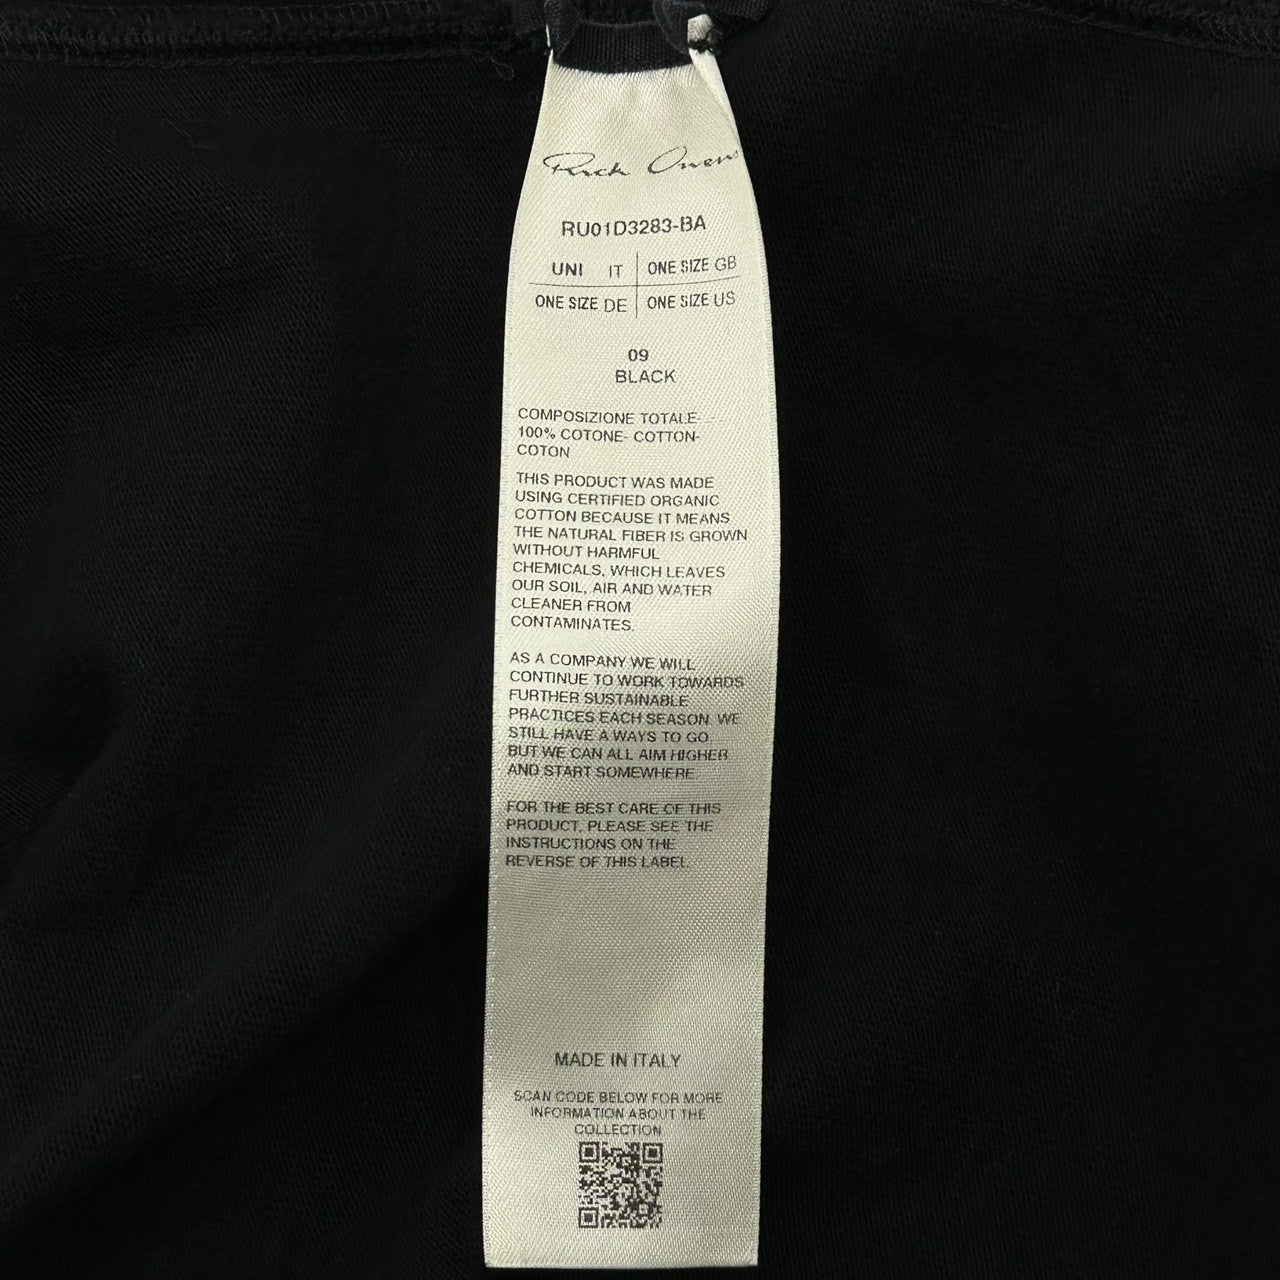 Rick Owens
RU01D3283-BA
UNI IT ONE SIZE GB
ONE SIZE DE ONE SIZE US
09
BLACK
COMPOSIZIONE TOTALE-
100% COTONE- COTTON-
COTON
THIS PRODUCT WAS MADE
USING CERTIFIED ORGANIC
COTTON BECAUSE IT MEANS
THE NATURAL FIBER IS GROWN
WITHOUT HARMFUL
CHEMICALS, WHICH LEAVES
OUR SOIL, AIR AND WATER
CLEANER FROM
CONTAMINATES.
AS A COMPANY WE WILL
CONTINUE TO WORK TOWARDS
FURTHER SUSTAINABLE
PRACTICES EACH SEASON. WE
STILL HAVE A WAYS TO GO
BUT WE CAN ALL AIM HIGHER
AND START SOMEWHERE.
FOR THE BEST CARE OF THIS
PRODUCT, PLEASE SEE THE
INSTRUCTIONS ON THE
REVERSE OF THIS LABEL.
MADE IN ITALY
SCAN CODE BELOW FOR MORE
INFORMATION ABOUT THE
COLLECTION